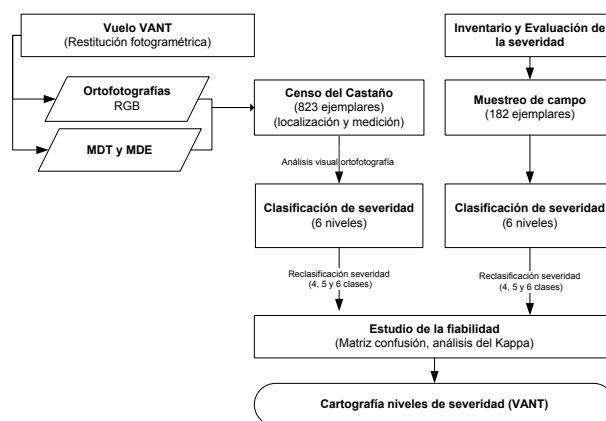 Vuelo VANT
(Restitución fotogramétrica)
Ortofotografías
RGB
MDT y MDE
Censo del Castaño
(823 ejemplares)
(localización y medición)
Análisis visual ortofotografía
Clasificación de severidad
(6 niveles)
Reclasificación severidad
(4, 5 y 6 clases)
Inventario y Evaluación de
la severidad
Muestreo de campo
(182 ejemplares)
Clasificación de severidad
(6 niveles)
Reclasificación severidad
(4, 5 y 6 clases)
Estudio de la fiabilidad
(Matriz confusión, análisis del Kappa)
Cartografía niveles de severidad (VANT)